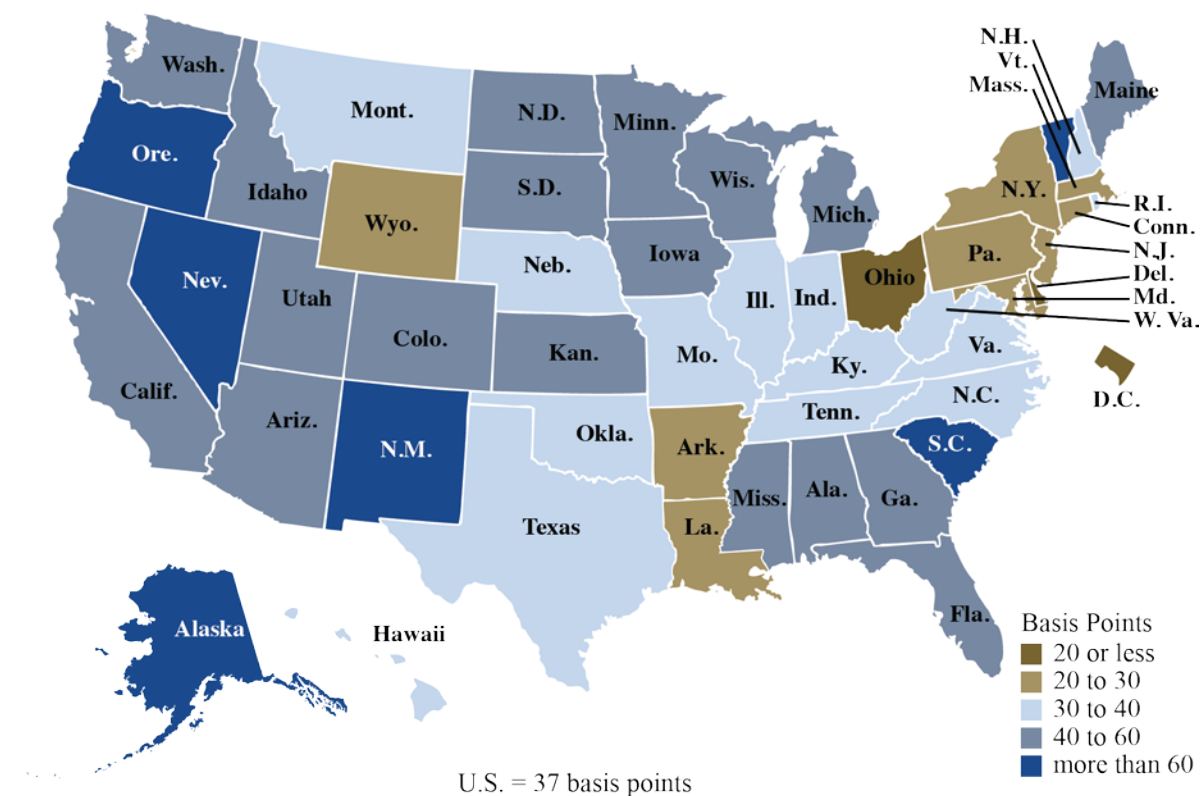 N.H.
Vt.
Mass.
Wash.
Mont.
N.D.
Minn.
Maine
Ore.
Idaho
S.D.
Wis.
Mich.
N.Y.
R.I.
Conn.
N.J.
Del.
Md.
W. Va.
Wyo.
Iowa
Pa.
Neb.
Ohio
Nev.
Utah
Ill.
Ind.
Colo.
Kan.
Mo.
Ky.
Va.
Calif.
Ariz.
N.M.
Okla.
Ark.
Tenn.
N.C.
D.C.
S.C.
Texas
La.
Miss.
Ala.
Ga.
Fla.
Alaska
Hawaii
Basis Points
20 or less
20 to 30
30 to 40
40 to 60
more than 60
U.S. = 37 basis points